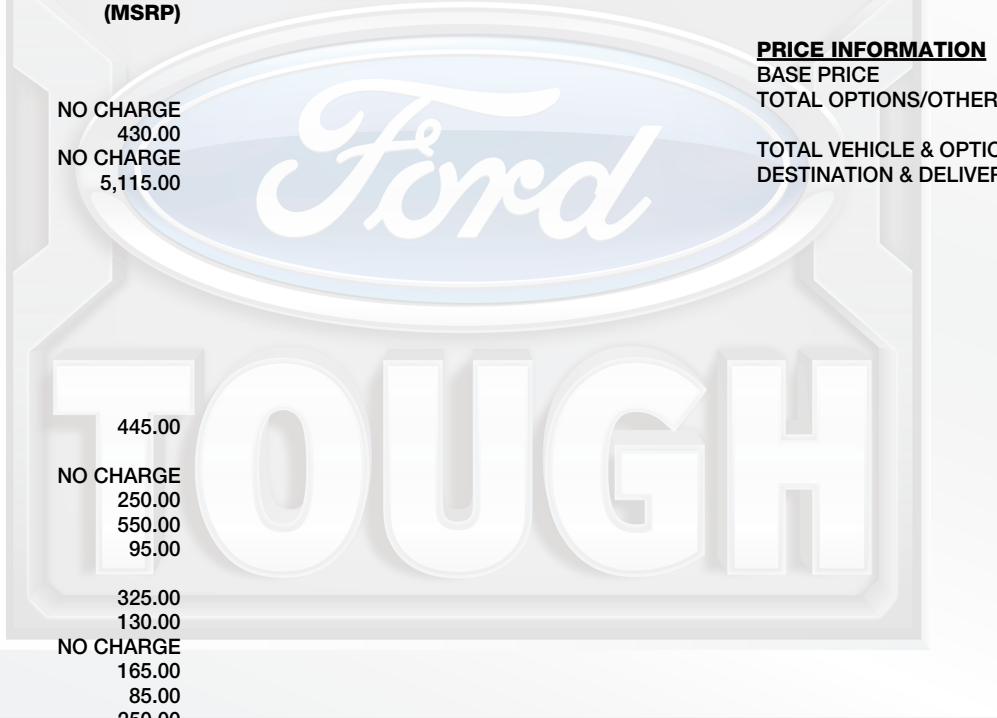 (MSRP)
PRICE INFORMATION
BASE PRICE
TOTAL OPTIONS/OTHER
TOTAL VEHICLE & OPTIO
DESTINATION & DELIVER
NO CHARGE
430.00
NO CHARGE
5,115.00
Ford
TOUGH
445.00
NO CHARGE
250.00
550.00
95.00
325.00
130.00
NO CHARGE
165.00
85.00
250.00